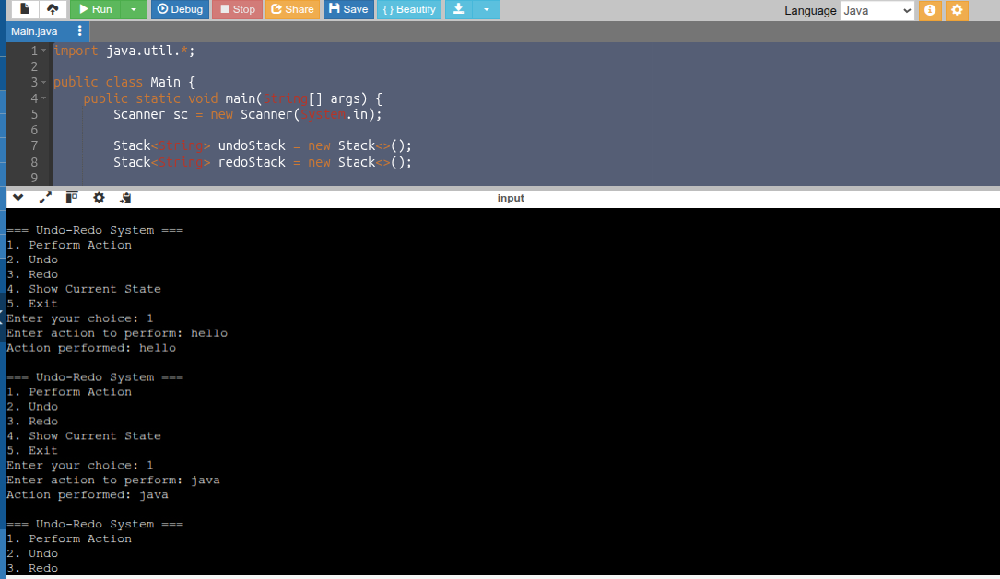 Run Debug Stop Share Save { } Beautify Language Java
Main.java
1 import java.util.*;
2
3 public class Main {
4 public static void main(String[] args) {
5 Scanner sc = new Scanner(System.in);
6
7 Stack<String> undoStack = new Stack<>();
8 Stack<String> redoStack = new Stack<>();
9
input
=== Undo-Redo System ===
1. Perform Action
2. Undo
3. Redo
4. Show Current State
5. Exit
Enter your choice: 1
Enter action to perform: hello
Action performed: hello
=== Undo-Redo System ===
1. Perform Action
2. Undo
3. Redo
4. Show Current State
5. Exit
Enter your choice: 1
Enter action to perform: java
Action performed: java
=== Undo-Redo System ===
1. Perform Action
2. Undo
3. Redo